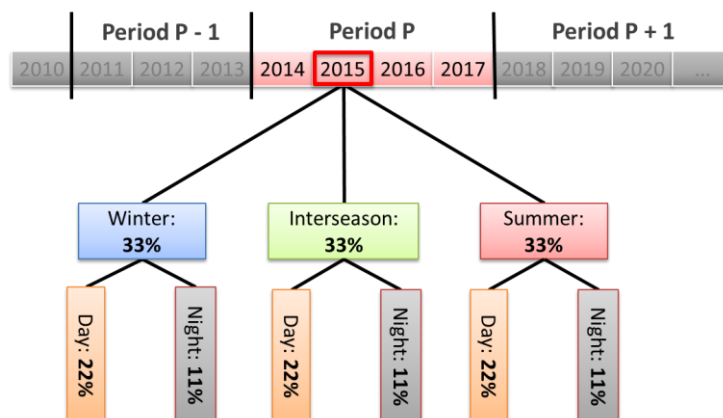 Period P - 1 Period P Period P + 1
2010 2011 2012 2013 2014 2015 2016 2017 2018 2019 2020 ...
Winter: Interseason: Summer:
33% 33% 33%
Day: 22% Night: 11% Day: 22% Night: 11% Day: 22% Night: 11%